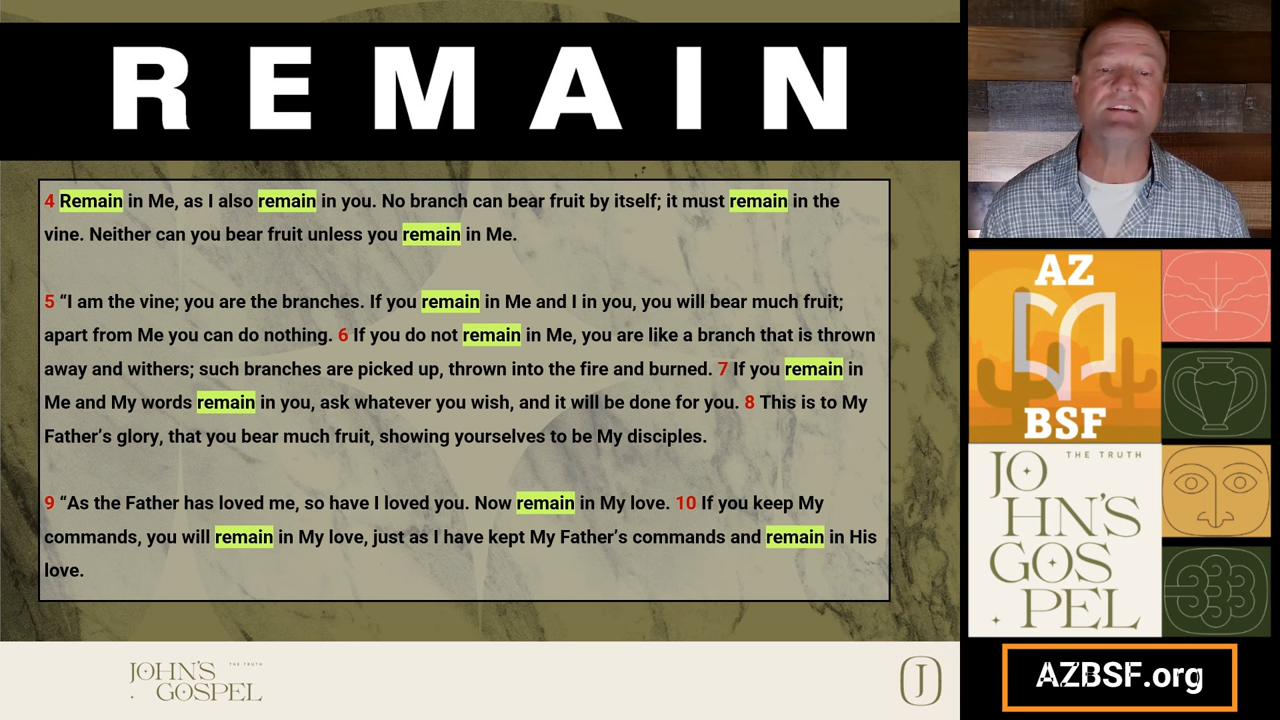 REMAIN
4 Remain in Me, as I also remain in you. No branch can bear fruit by itself; it must remain in the
vine. Neither can you bear fruit unless you remain in Me.
5 “I am the vine; you are the branches. If you remain in Me and I in you, you will bear much fruit;
apart from Me you can do nothing. 6 If you do not remain in Me, you are like a branch that is thrown
away and withers; such branches are picked up, thrown into the fire and burned. 7 If you remain in
Me and My words remain in you, ask whatever you wish, and it will be done for you. 8 This is to My
Father’s glory, that you bear much fruit, showing yourselves to be My disciples.
9 “As the Father has loved me, so have I loved you. Now remain in My love. 10 If you keep My
commands, you will remain in My love, just as I have kept My Father’s commands and remain in His
love.
JOHN'S THE TRUTH
GOSPEL
J
AZ
BSF
THE TRUTH
JO
HN'S
GOS
PEL
AZBSF.org